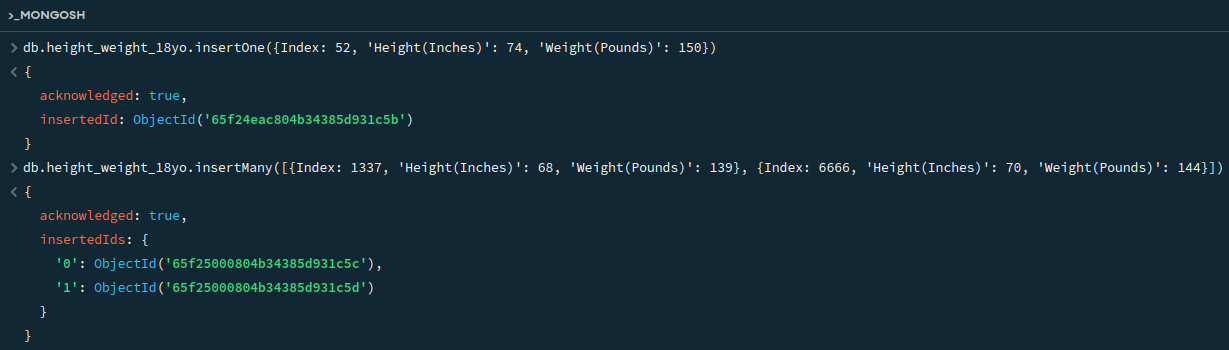 >_MONGOSH
> db.height_weight_18yo.insertOne({Index: 52, 'Height(Inches)': 74, 'Weight(Pounds)': 150})
< {
acknowledged: true,
insertedId: ObjectId('65f24eac804b34385d931c5b')
}
> db.height_weight_18yo.insertMany([{Index: 1337, 'Height(Inches)': 68, 'Weight(Pounds)': 139}, {Index: 6666, 'Height(Inches)': 70, 'Weight(Pounds)': 144}])
< {
acknowledged: true,
insertedIds: {
'0': ObjectId('65f25000804b34385d931c5c'),
'1': ObjectId('65f25000804b34385d931c5d')
}
}